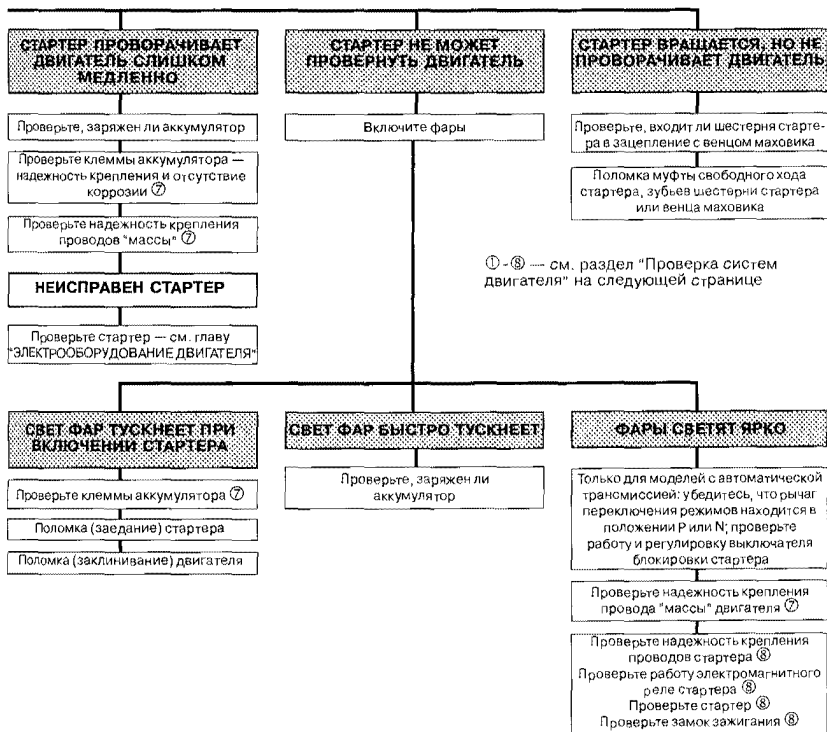 СТАРТЕР ПРОВОРАЧИВАЕТ
ДВИГАТЕЛЬ СЛИШКОМ
МЕДЛЕННО
Проверьте, заряжен ли аккумулятор
Проверьте клеммы аккумулятора —
надежность крепления и отсутствие
коррозии ⑦
Проверьте надежность крепления
проводов "массы" ⑦
НЕИСПРАВЕН СТАРТЕР
Проверьте стартер — см. главу
"ЭЛЕКТРООБОРУДОВАНИЕ ДВИГАТЕЛЯ"
СТАРТЕР НЕ МОЖЕТ
ПРОВЕРНУТЬ ДВИГАТЕЛЬ
Включите фары
СТАРТЕР ВРАЩАЕТСЯ, НО НЕ
ПРОВОРАЧИВАЕТ ДВИГАТЕЛЬ
Проверьте, входит ли шестерня старте-
ра в зацепление с венцом маховика
Поломка муфты свободного хода
стартера, зубьев шестерни стартера
или венца маховика
①-⑧ — см. раздел "Проверка систем
двигателя" на следующей странице
СВЕТ ФАР ТУСКНЕЕТ ПРИ
ВКЛЮЧЕНИИ СТАРТЕРА
Проверьте клеммы аккумулятора ⑦
Поломка (заедание) стартера
Поломка (заклинивание) двигателя
СВЕТ ФАР БЫСТРО ТУСКНЕЕТ
Проверьте, заряжен ли
аккумулятор
ФАРЫ СВЕТЯТ ЯРКО
Только для моделей с автоматической
трансмиссией: убедитесь, что рычаг
переключения режимов находится в
положении P или N; проверьте
работу и регулировку выключателя
блокировки стартера
Проверьте надежность крепления
провода "массы" двигателя ⑦
Проверьте надежность крепления
проводов стартера ⑧
Проверьте работу электромагнитного
реле стартера ⑧
Проверьте стартер ⑧
Проверьте замок зажигания ⑧